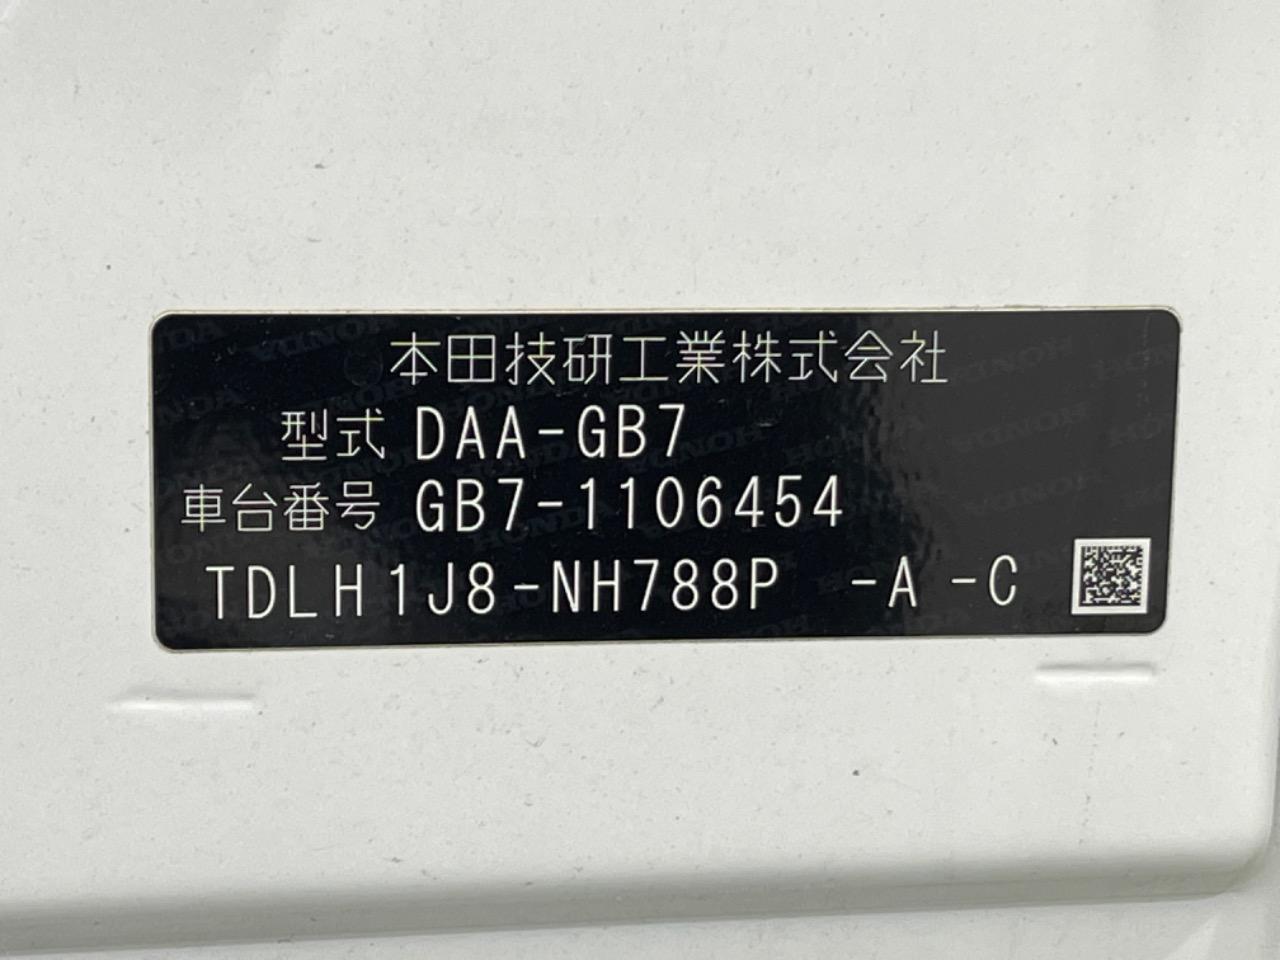 本田技研工業株式会社
型式 DAA-GB7
車台番号 GB7-1106454
TDLH1J8-NH788P -A -C